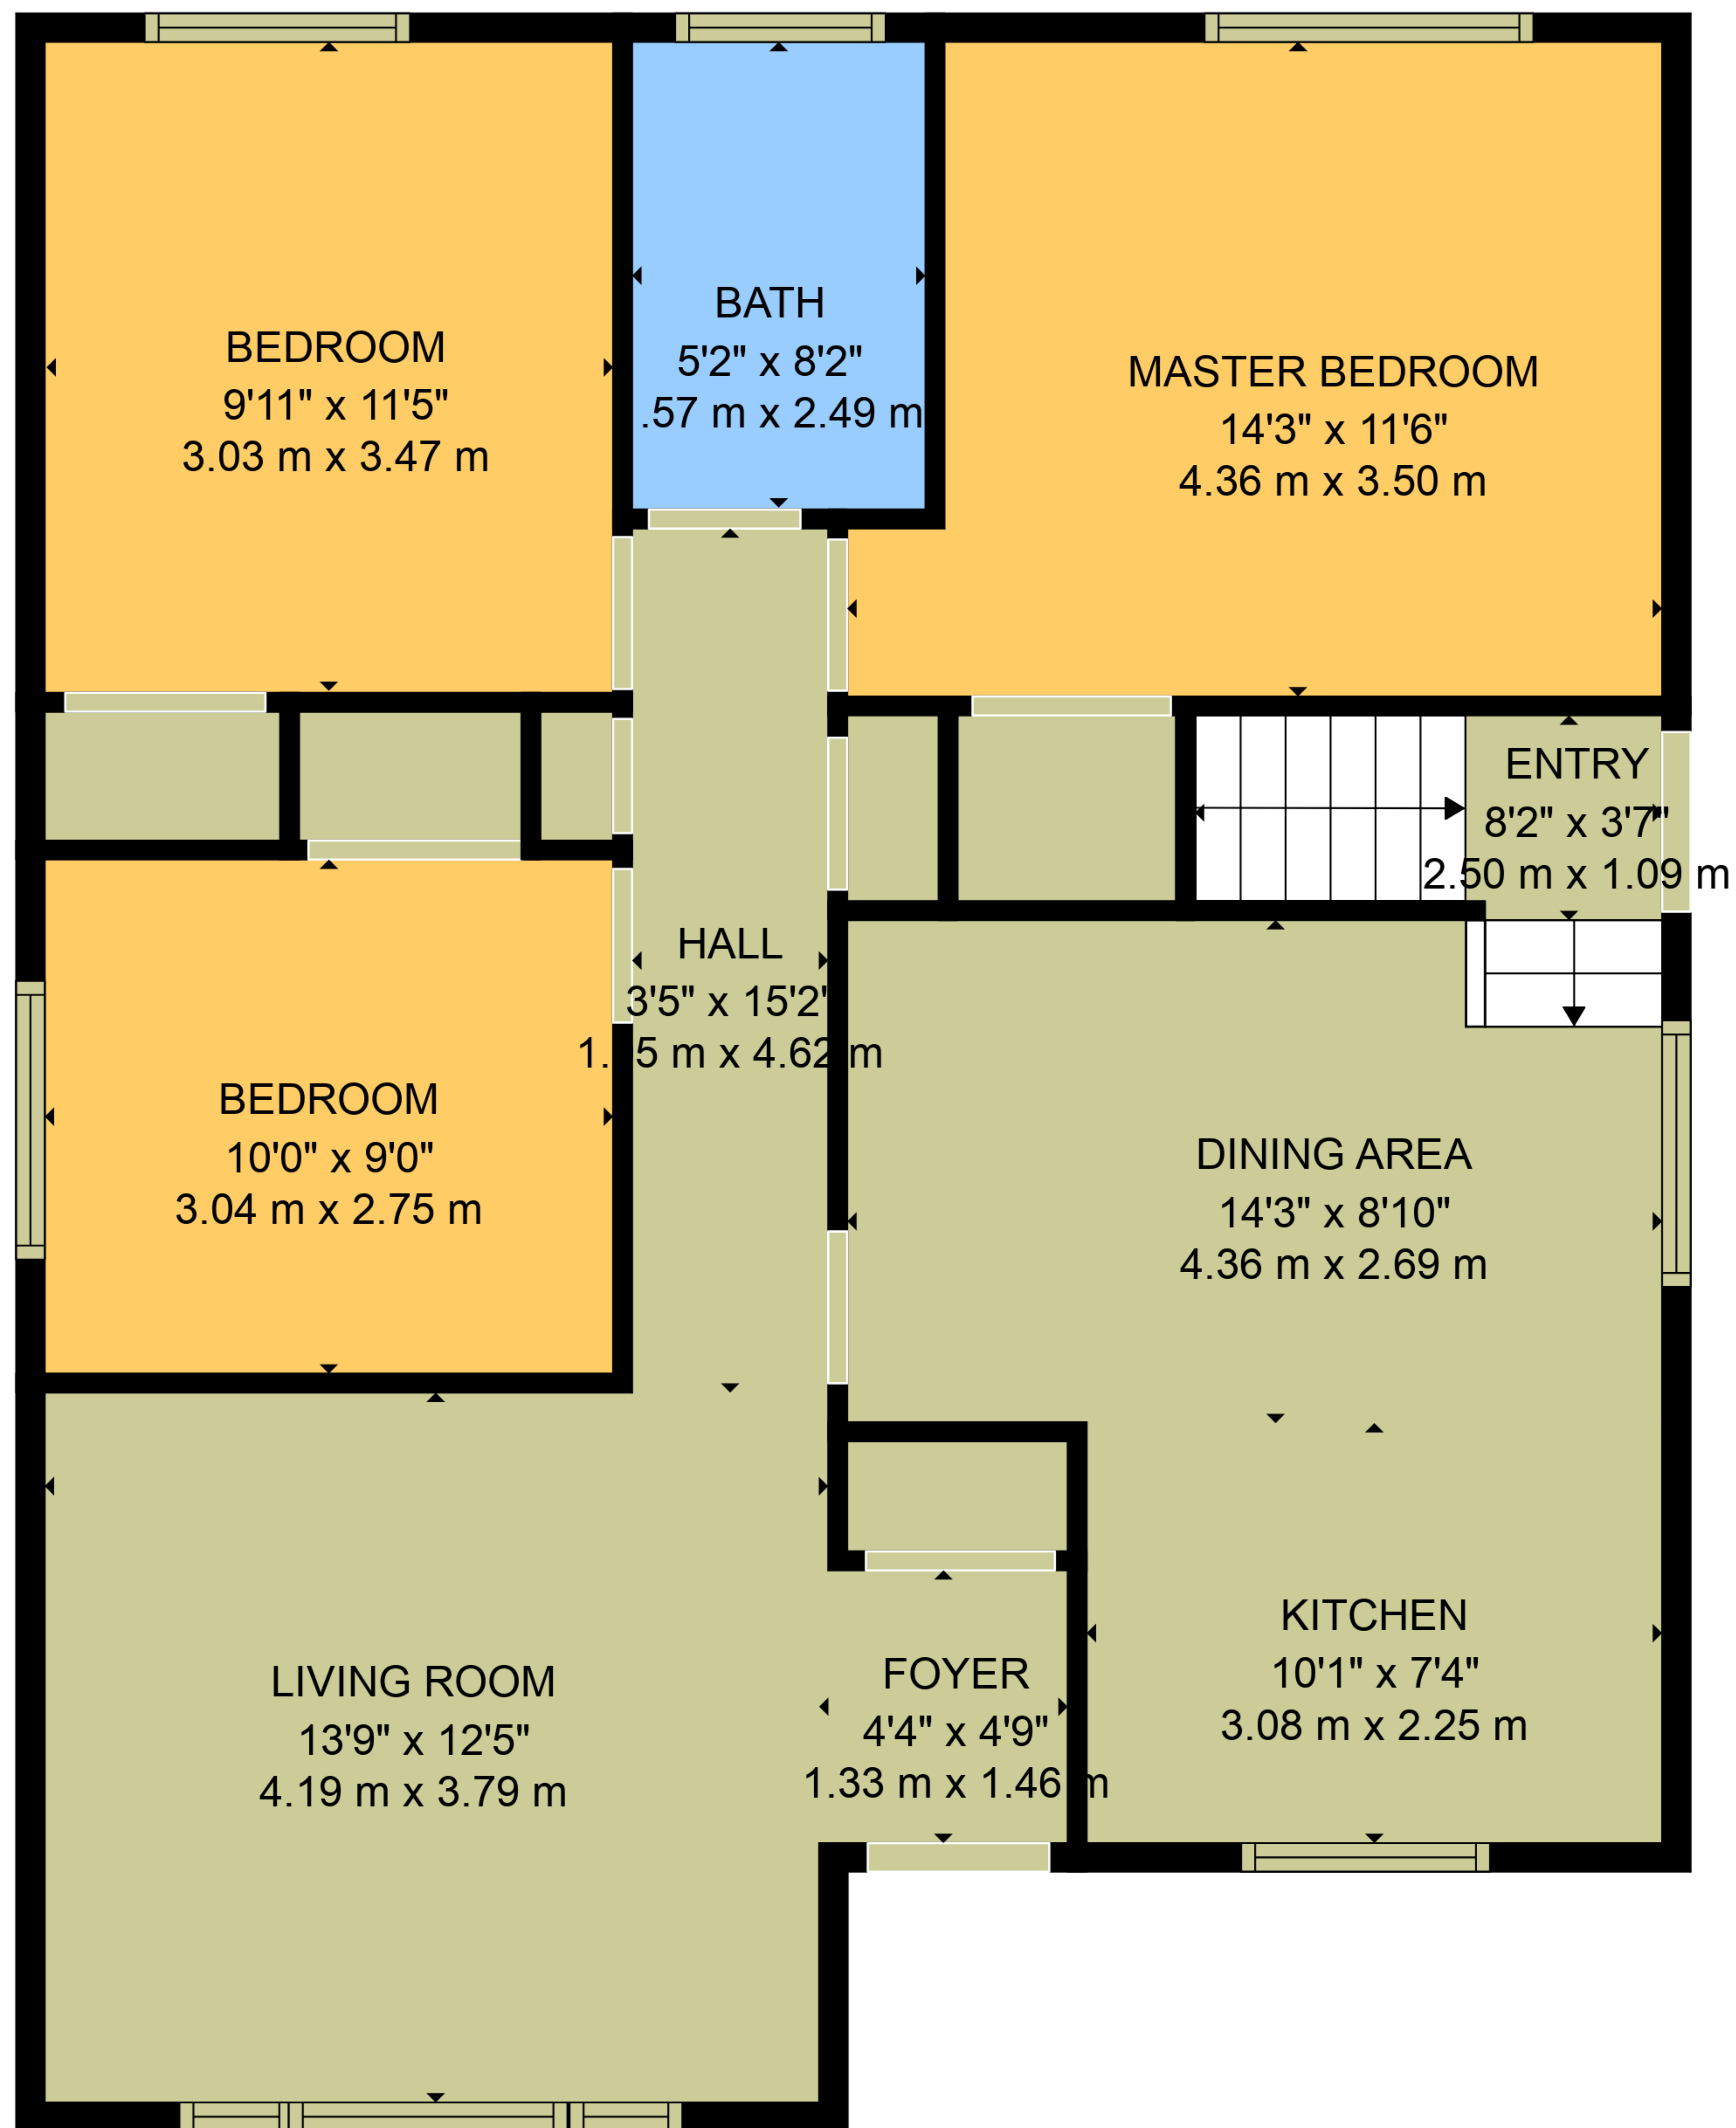 BEDROOM
9'11" x 11'5"
3.03 m x 3.47 m
BATH
5'2" x 8'2"
.57 m x 2.49 m
MASTER BEDROOM
14'3" x 11'6"
4.36 m x 3.50 m
ENTRY
8'2" x 3'7"
2.50 m x 1.09 m
HALL
3'5" x 15'2"
m x 4.62 m
BEDROOM
10'0" x 9'0"
3.04 m x 2.75 m
DINING AREA
14'3" x 8'10"
4.36 m x 2.69 m
LIVING ROOM
13'9" x 12'5"
4.19 m x 3.79 m
FOYER
4'4" x 4'9"
1.33 m x 1.46 m
KITCHEN
10'1" x 7'4"
3.08 m x 2.25 m